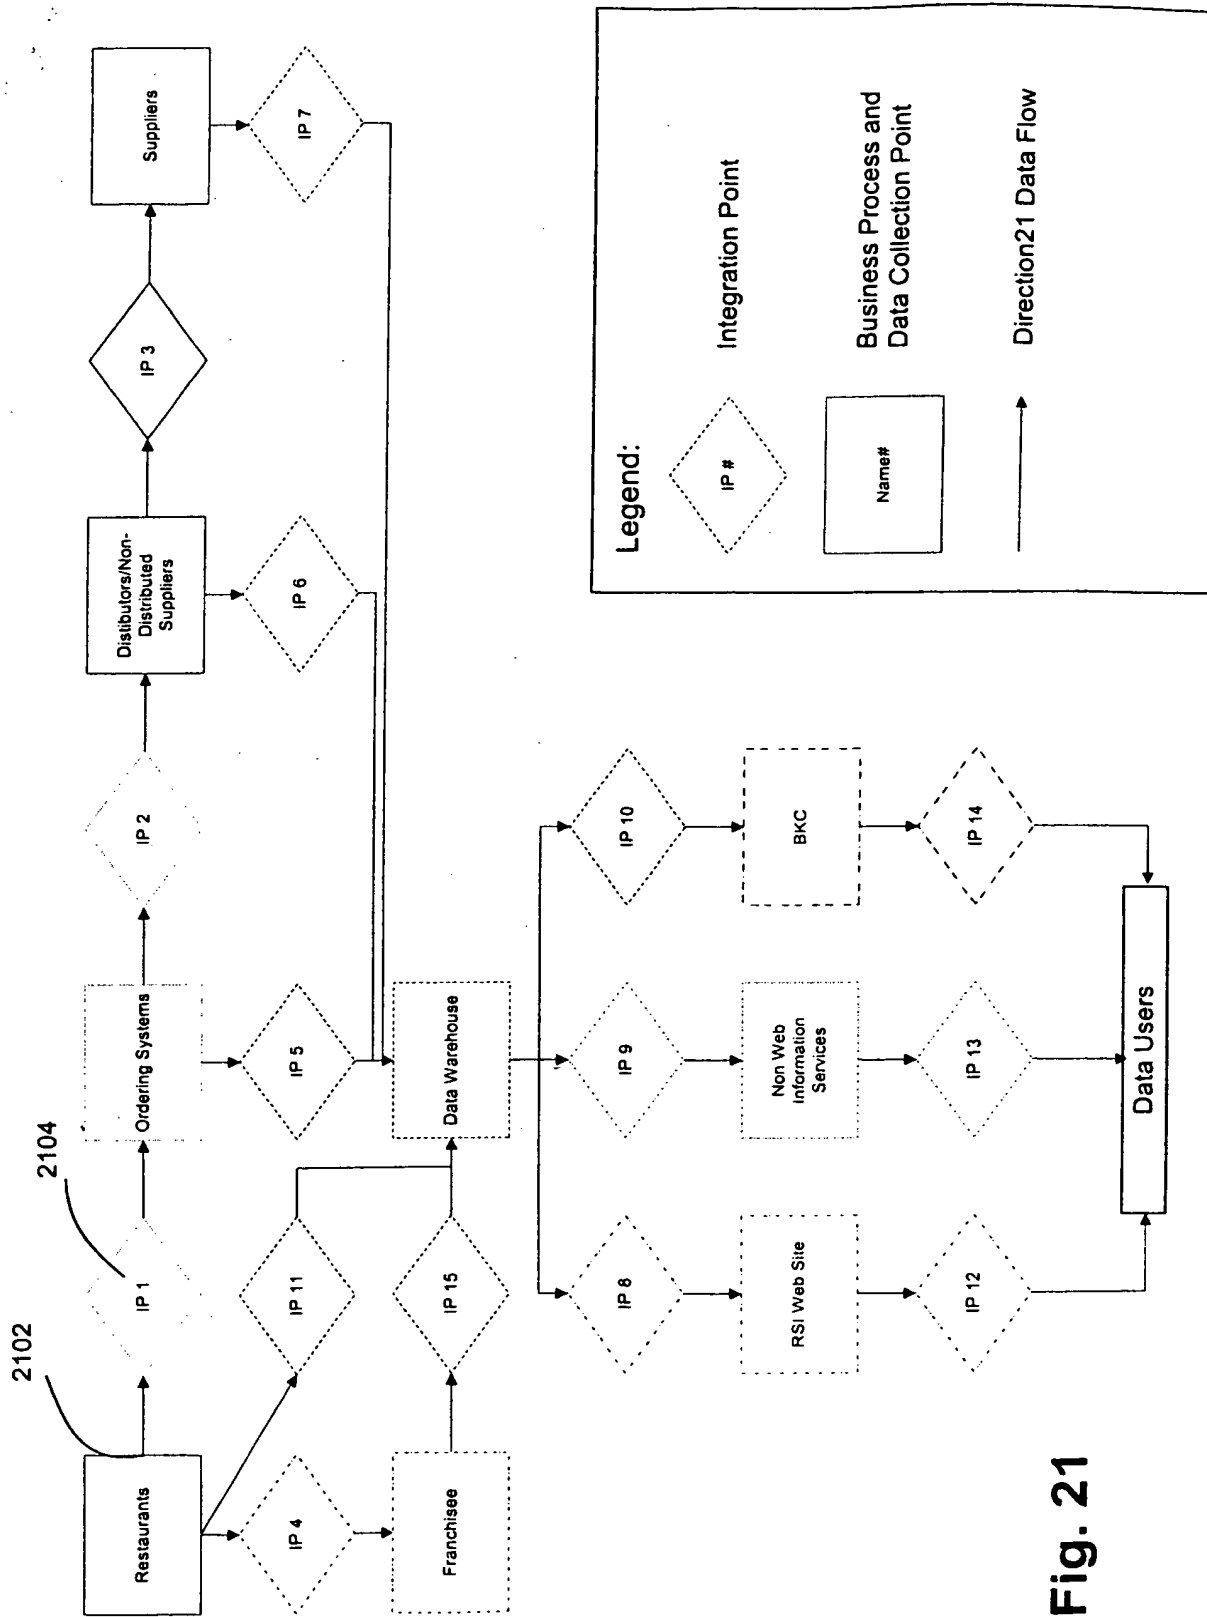 2102
2104
Restaurants
IP 1
Ordering Systems
IP 2
Distibutors/Non-
Distributed
Suppliers
IP 3
Suppliers
IP 4
IP 11
IP 5
IP 6
IP 7
Franchisee
IP 15
Data Warehouse
IP 8
IP 9
IP 10
RSI Web Site
Non Web
Information
Services
BKC
IP 12
IP 13
IP 14
Data Users
Legend:
IP #
Integration Point
Name#
Business Process and
Data Collection Point
Direction21 Data Flow
Fig. 21